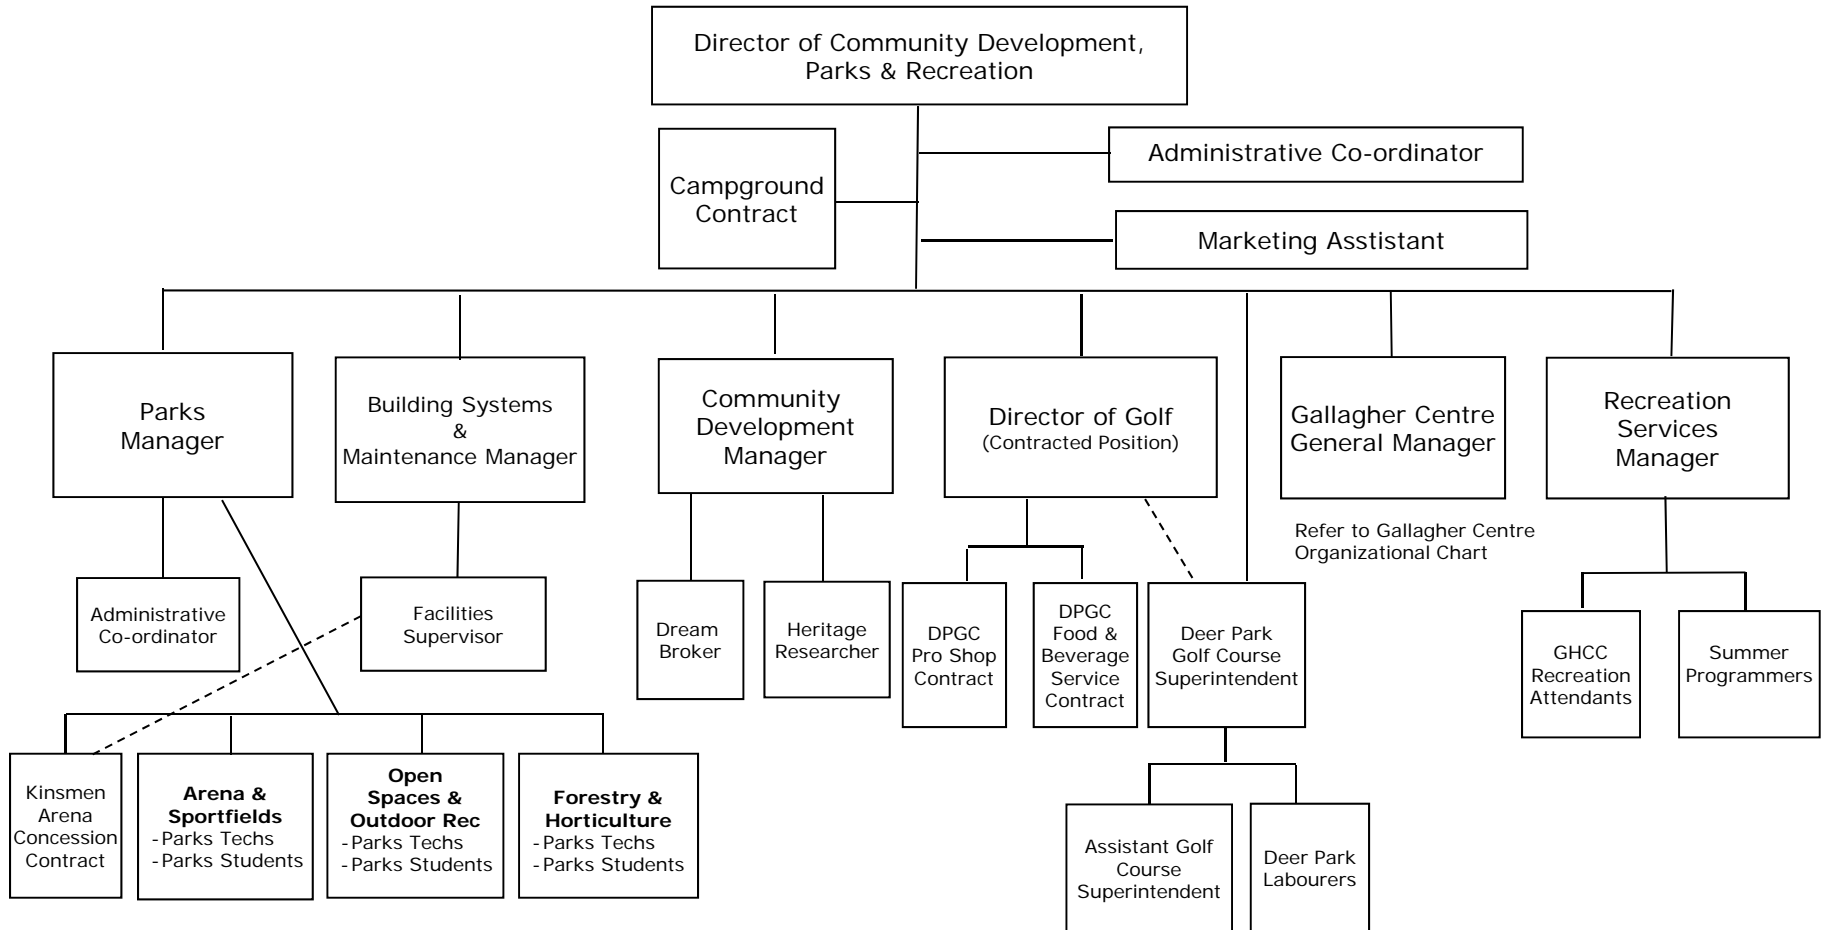 Director of Community Development,
Parks & Recreation
Campground
Contract
Administrative Co-ordinator
Marketing Asstistant
Parks
Manager
Building Systems
&
Maintenance Manager
Community
Development
Manager
Director of Golf
(Contracted Position)
Gallagher Centre
General Manager
Recreation
Services
Manager
Refer to Gallagher Centre
Organizational Chart
Administrative
Co-ordinator
Facilities
Supervisor
Dream
Broker
Heritage
Researcher
DPGC
Pro Shop
Contract
DPGC
Food &
Beverage
Service
Contract
Deer Park
Golf Course
Superintendent
GHCC
Recreation
Attendants
Summer
Programmers
Kinsmen
Arena
Concession
Contract
Arena &
Sportfields
-Parks Techs
-Parks Students
Open
Spaces &
Outdoor Rec
-Parks Techs
-Parks Students
Forestry &
Horticulture
-Parks Techs
-Parks Students
Assistant Golf
Course
Superintendent
Deer Park
Labourers